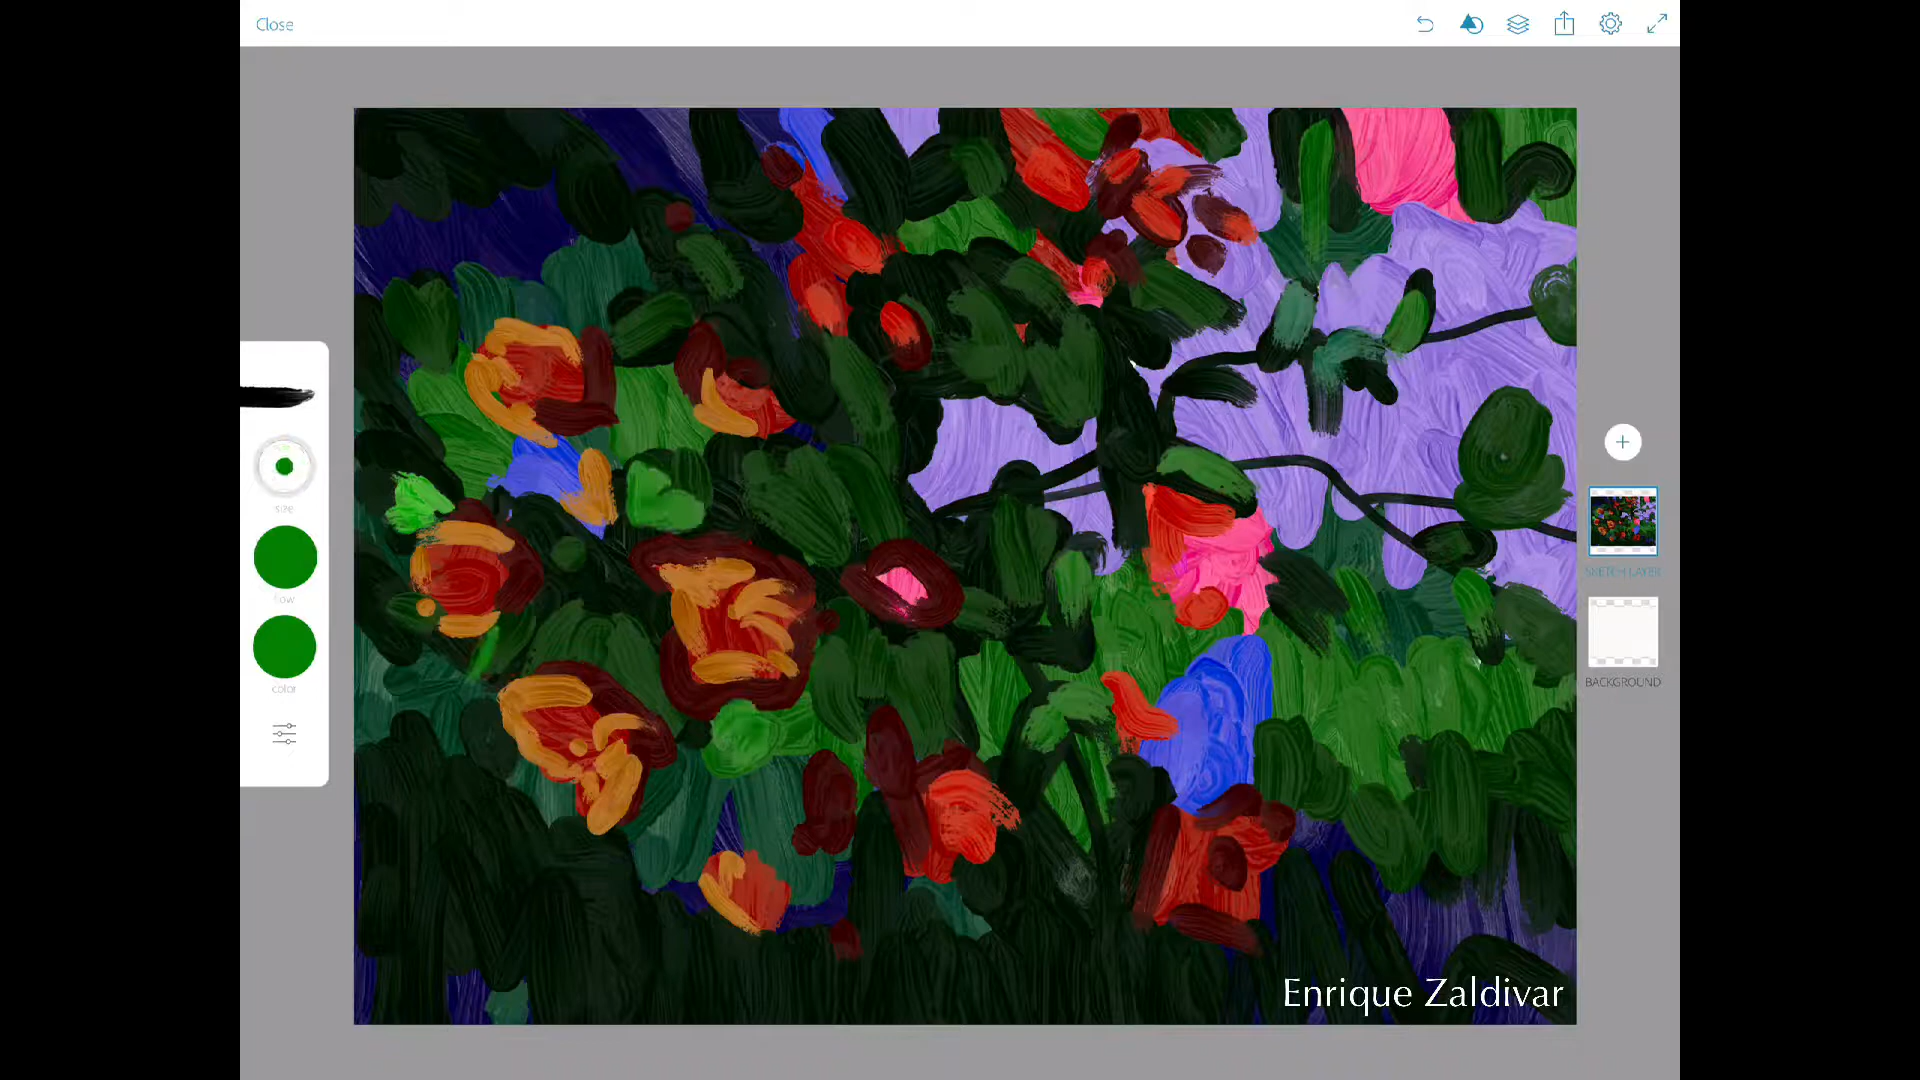 Close
size
flow
color
SKETCH LAYER
BACKGROUND
Enrique Zaldivar